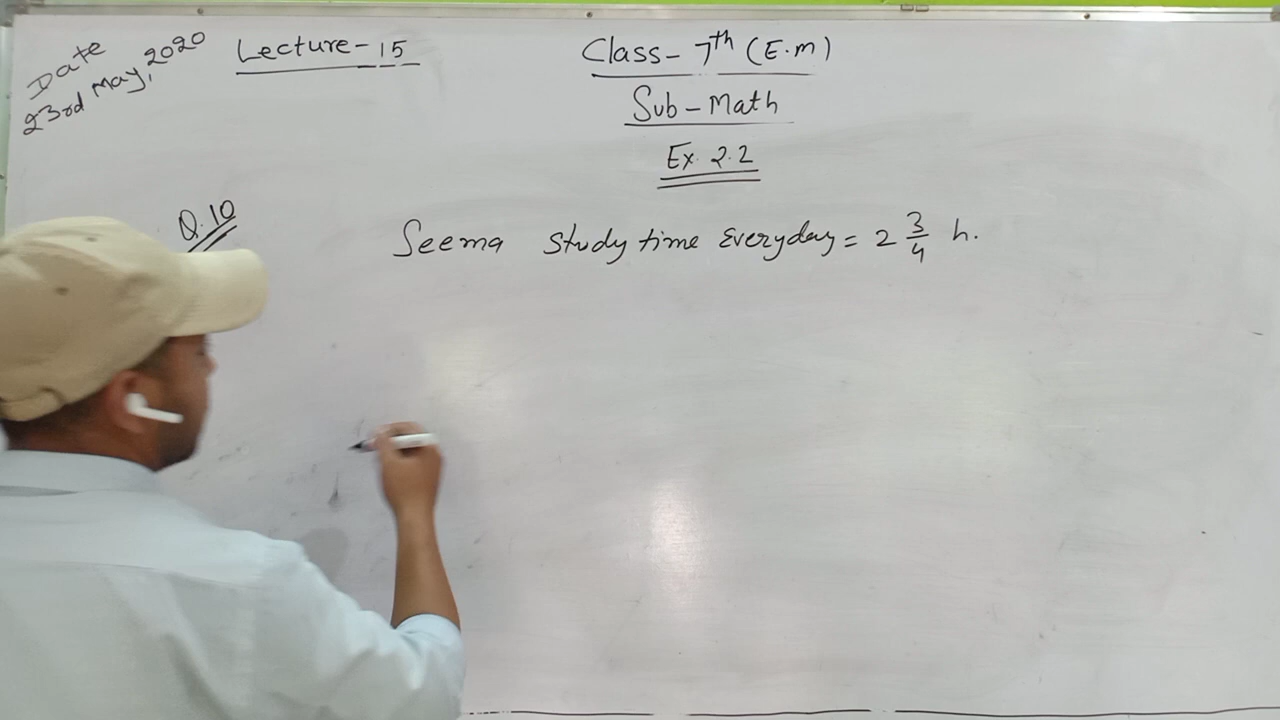 Date
23rd May, 2020
Lecture-15
Class-7th (E.m)
Sub-Math
Ex. 2.2
Q.10
Seema study time everyday = 2 3/4 h.